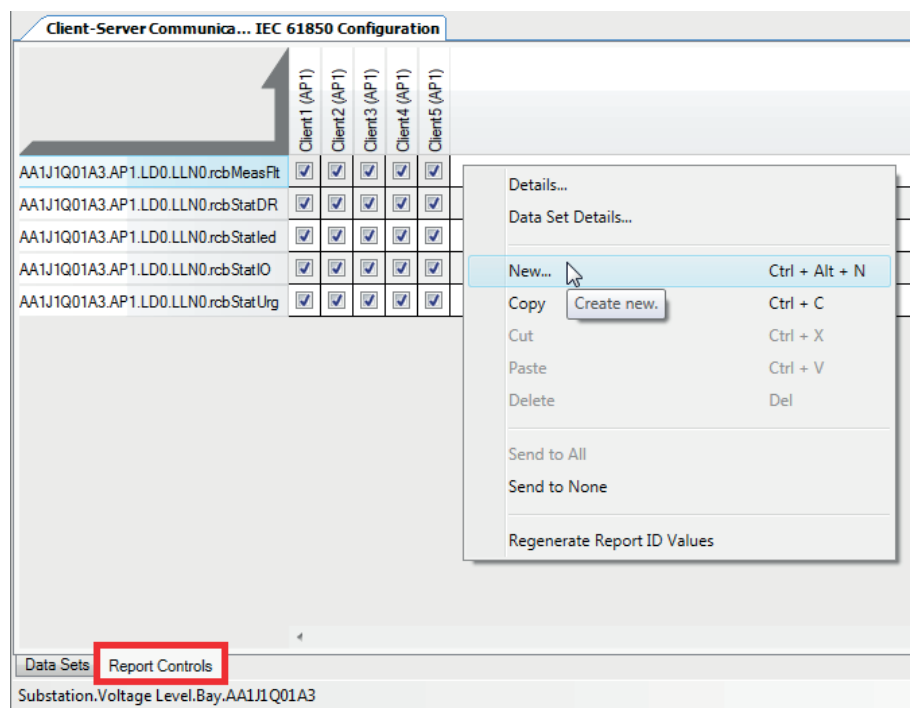 Client-Server Communica... IEC 61850 Configuration
Client1 (AP1)
Client2 (AP1)
Client3 (AP1)
Client4 (AP1)
Client5 (AP1)
AA1J1Q01A3.AP1.LD0.LLN0.rcbMeasFlt
AA1J1Q01A3.AP1.LD0.LLN0.rcbStatDR
AA1J1Q01A3.AP1.LD0.LLN0.rcbStatled
AA1J1Q01A3.AP1.LD0.LLN0.rcbStatIO
AA1J1Q01A3.AP1.LD0.LLN0.rcbStatUrg
Details...
Data Set Details...
New... Ctrl + Alt + N
Copy Ctrl + C
Create new.
Cut Ctrl + X
Paste Ctrl + V
Delete Del
Send to All
Send to None
Regenerate Report ID Values
Data Sets Report Controls
Substation.Voltage Level.Bay.AA1J1Q01A3